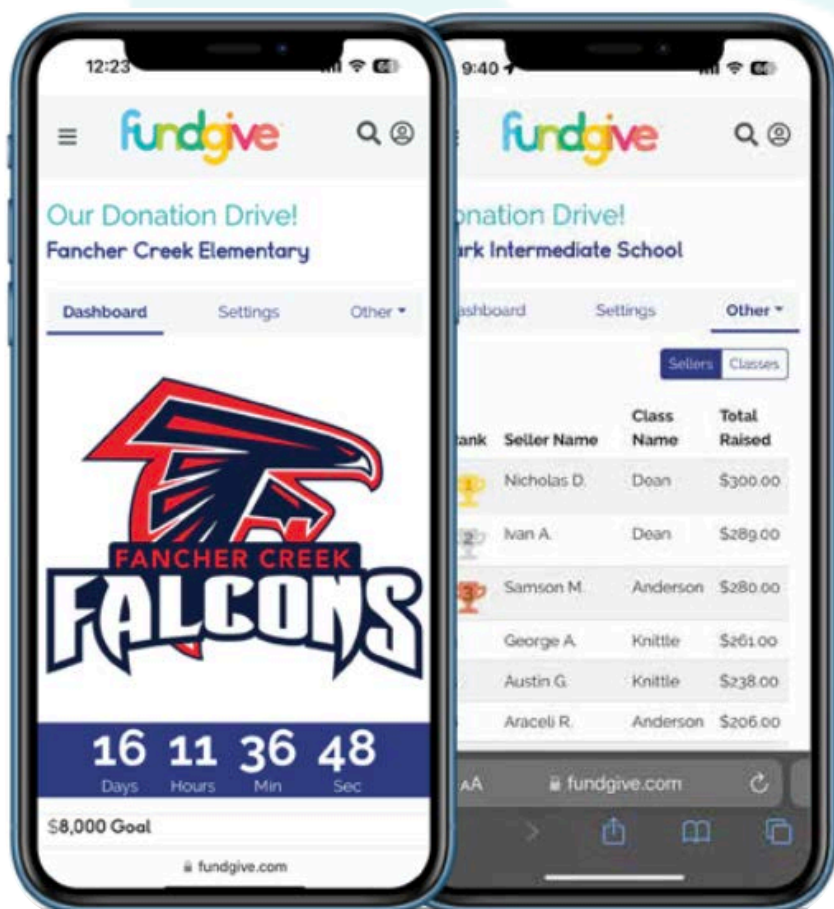 12:23
fundgive
Our Donation Drive!
Fancher Creek Elementary
Dashboard Settings Other
FANCHER CREEK
FALCONS
16 11 36 48
Days Hours Min Sec
$8,000 Goal
fundgive.com
9:40
fundgive
onation Drive!
ark Intermediate School
ashboard Settings Other
Sellers Classes
ank Seller Name Class Name Total Raised
1 Nicholas D. Dean $300.00
2 Ivan A. Dean $289.00
3 Samson M. Anderson $280.00
George A. Knittle $261.00
Austin G. Knittle $238.00
Araceli R. Anderson $206.00
AA fundgive.com